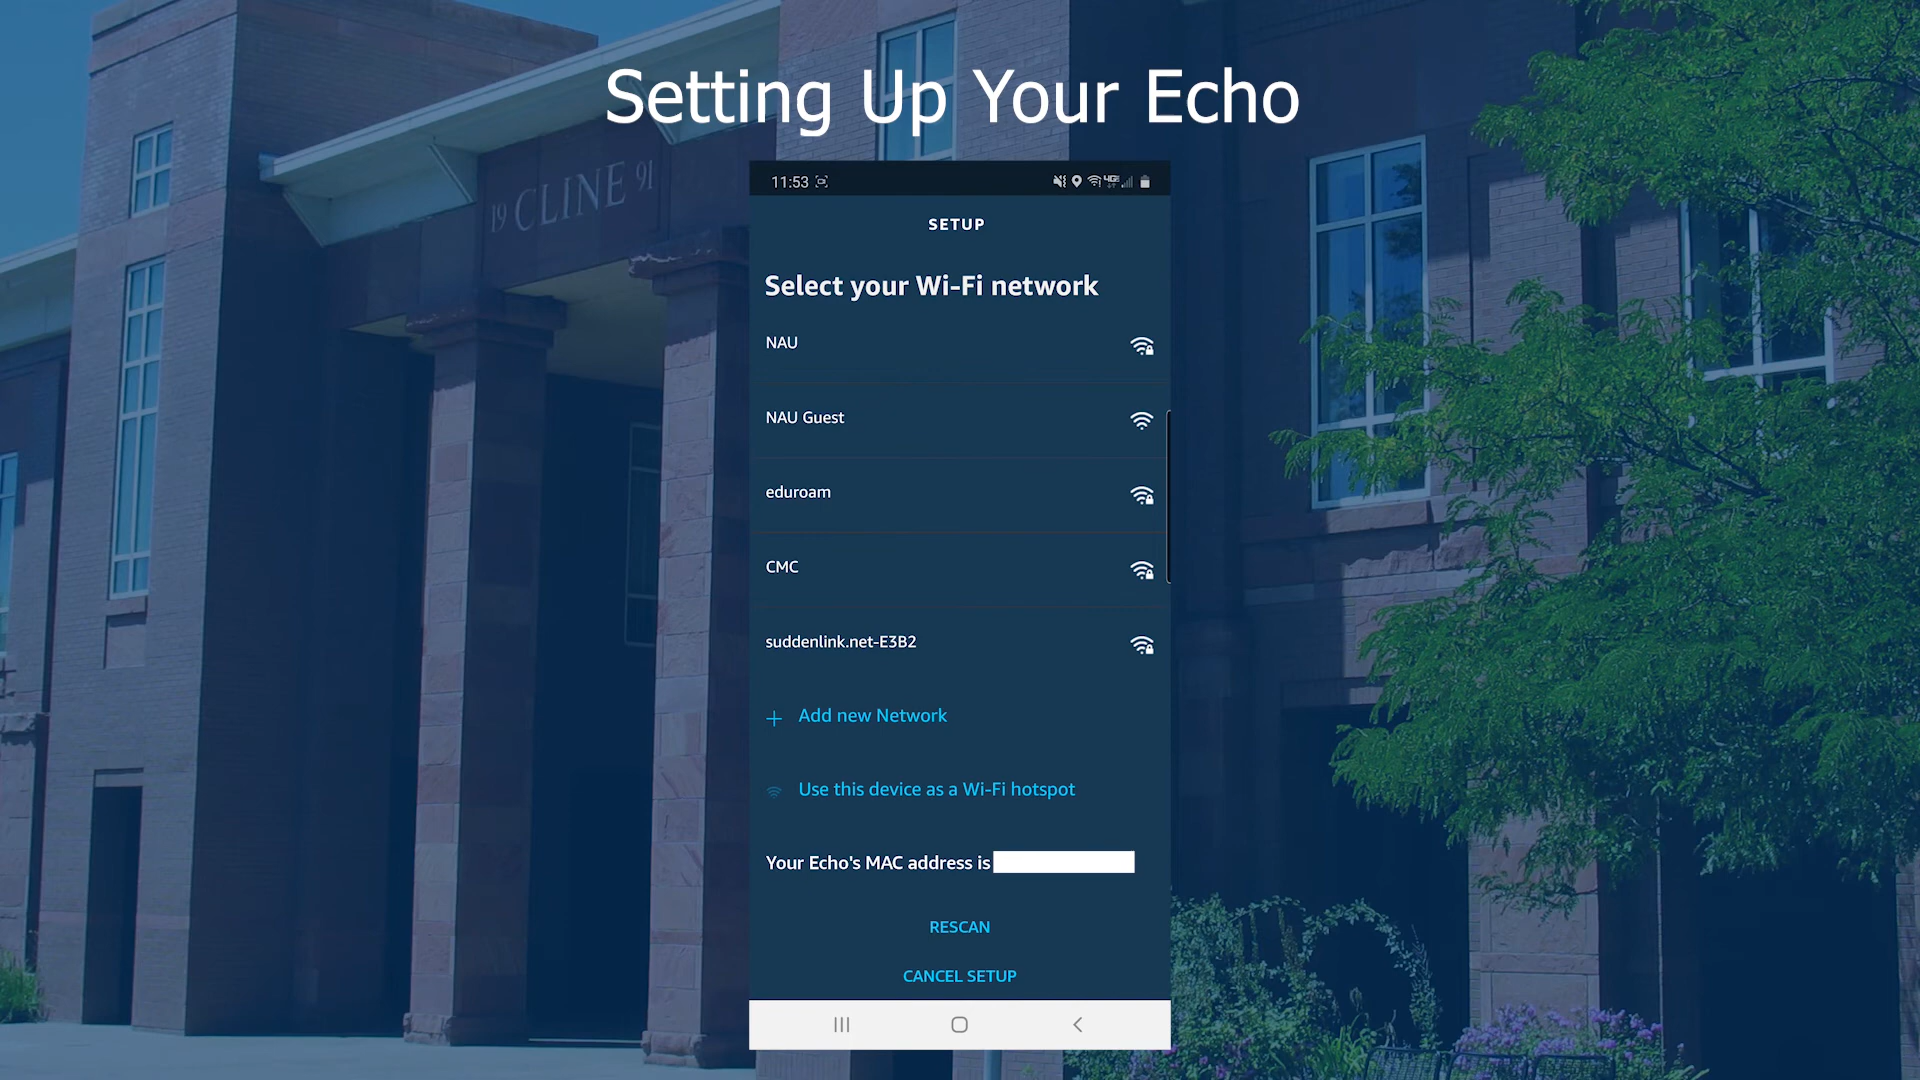 Setting Up Your Echo
19 CLINE 91
11:53
SETUP
Select your Wi-Fi network
NAU
NAU Guest
eduroam
CMC
suddenlink.net-E3B2
+ Add new Network
Use this device as a Wi-Fi hotspot
Your Echo's MAC address is
RESCAN
CANCEL SETUP